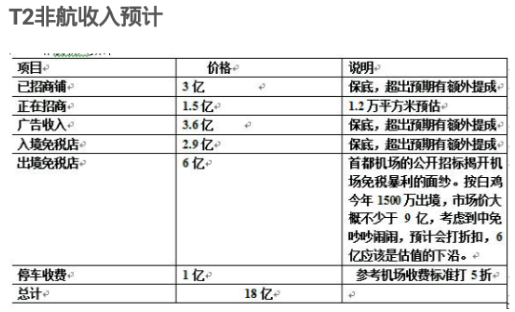 T2非航收入预计
项目 价格 说明
已招商铺 3 亿 保底，超出预期有额外提成
正在招商 1.5 亿 1.2 万平方米预估
广告收入 3.6 亿 保底，超出预期有额外提成
入境免税店 2.9 亿 保底，超出预期有额外提成
出境免税店 6 亿 首都机场的公开招标揭开机
场免税暴利的面纱。按白鸡
今年 1500 万出境，市场价大
概不少于 9 亿，考虑到中免
吵吵闹闹，预计会打折扣，6
亿应该是估值的下沿。
停车收费 1 亿 参考机场收费标准打 5 折
总计 18 亿